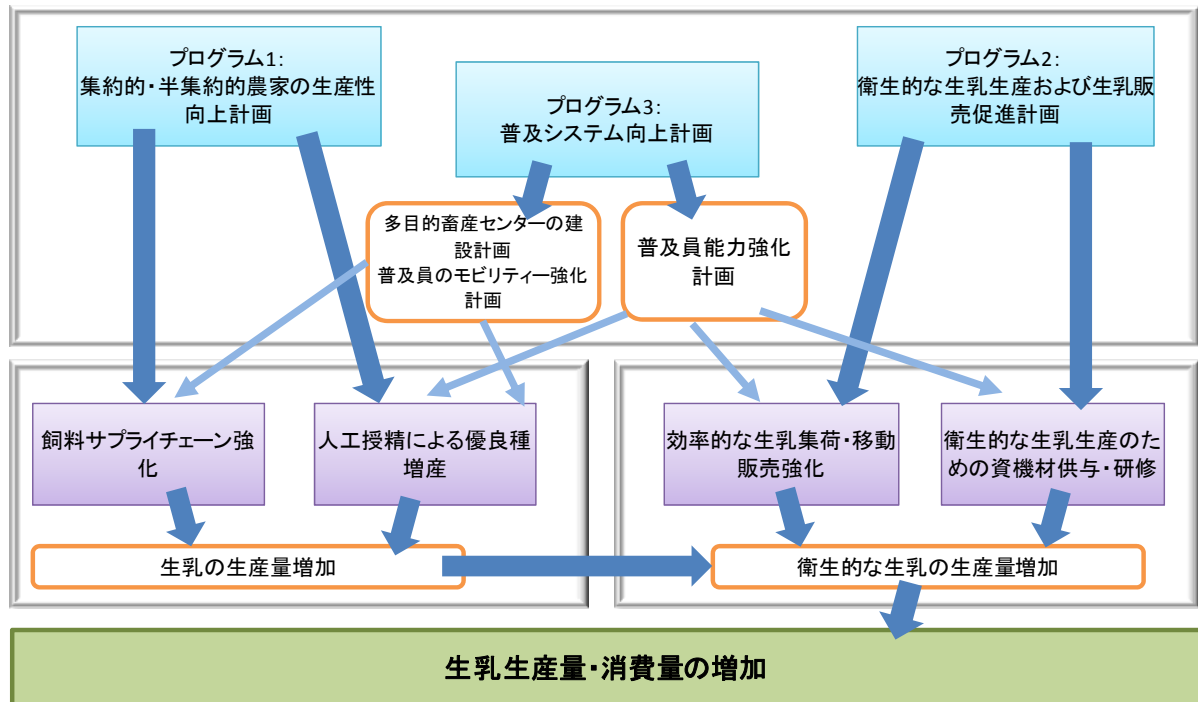 プログラム1:
集約的・半集約的農家の生産性
向上計画
プログラム3:
普及システム向上計画
プログラム2:
衛生的な生乳生産および生乳販
売促進計画
多目的畜産センターの建
設計画
普及員のモビリティー強化
計画
普及員能力強化
計画
飼料サプライチェーン強
化
人工授精による優良種
増産
効率的な生乳集荷・移動
販売強化
衛生的な生乳生産のた
めの資機材供与・研修
生乳の生産量増加
衛生的な生乳の生産量増加
生乳生産量・消費量の増加